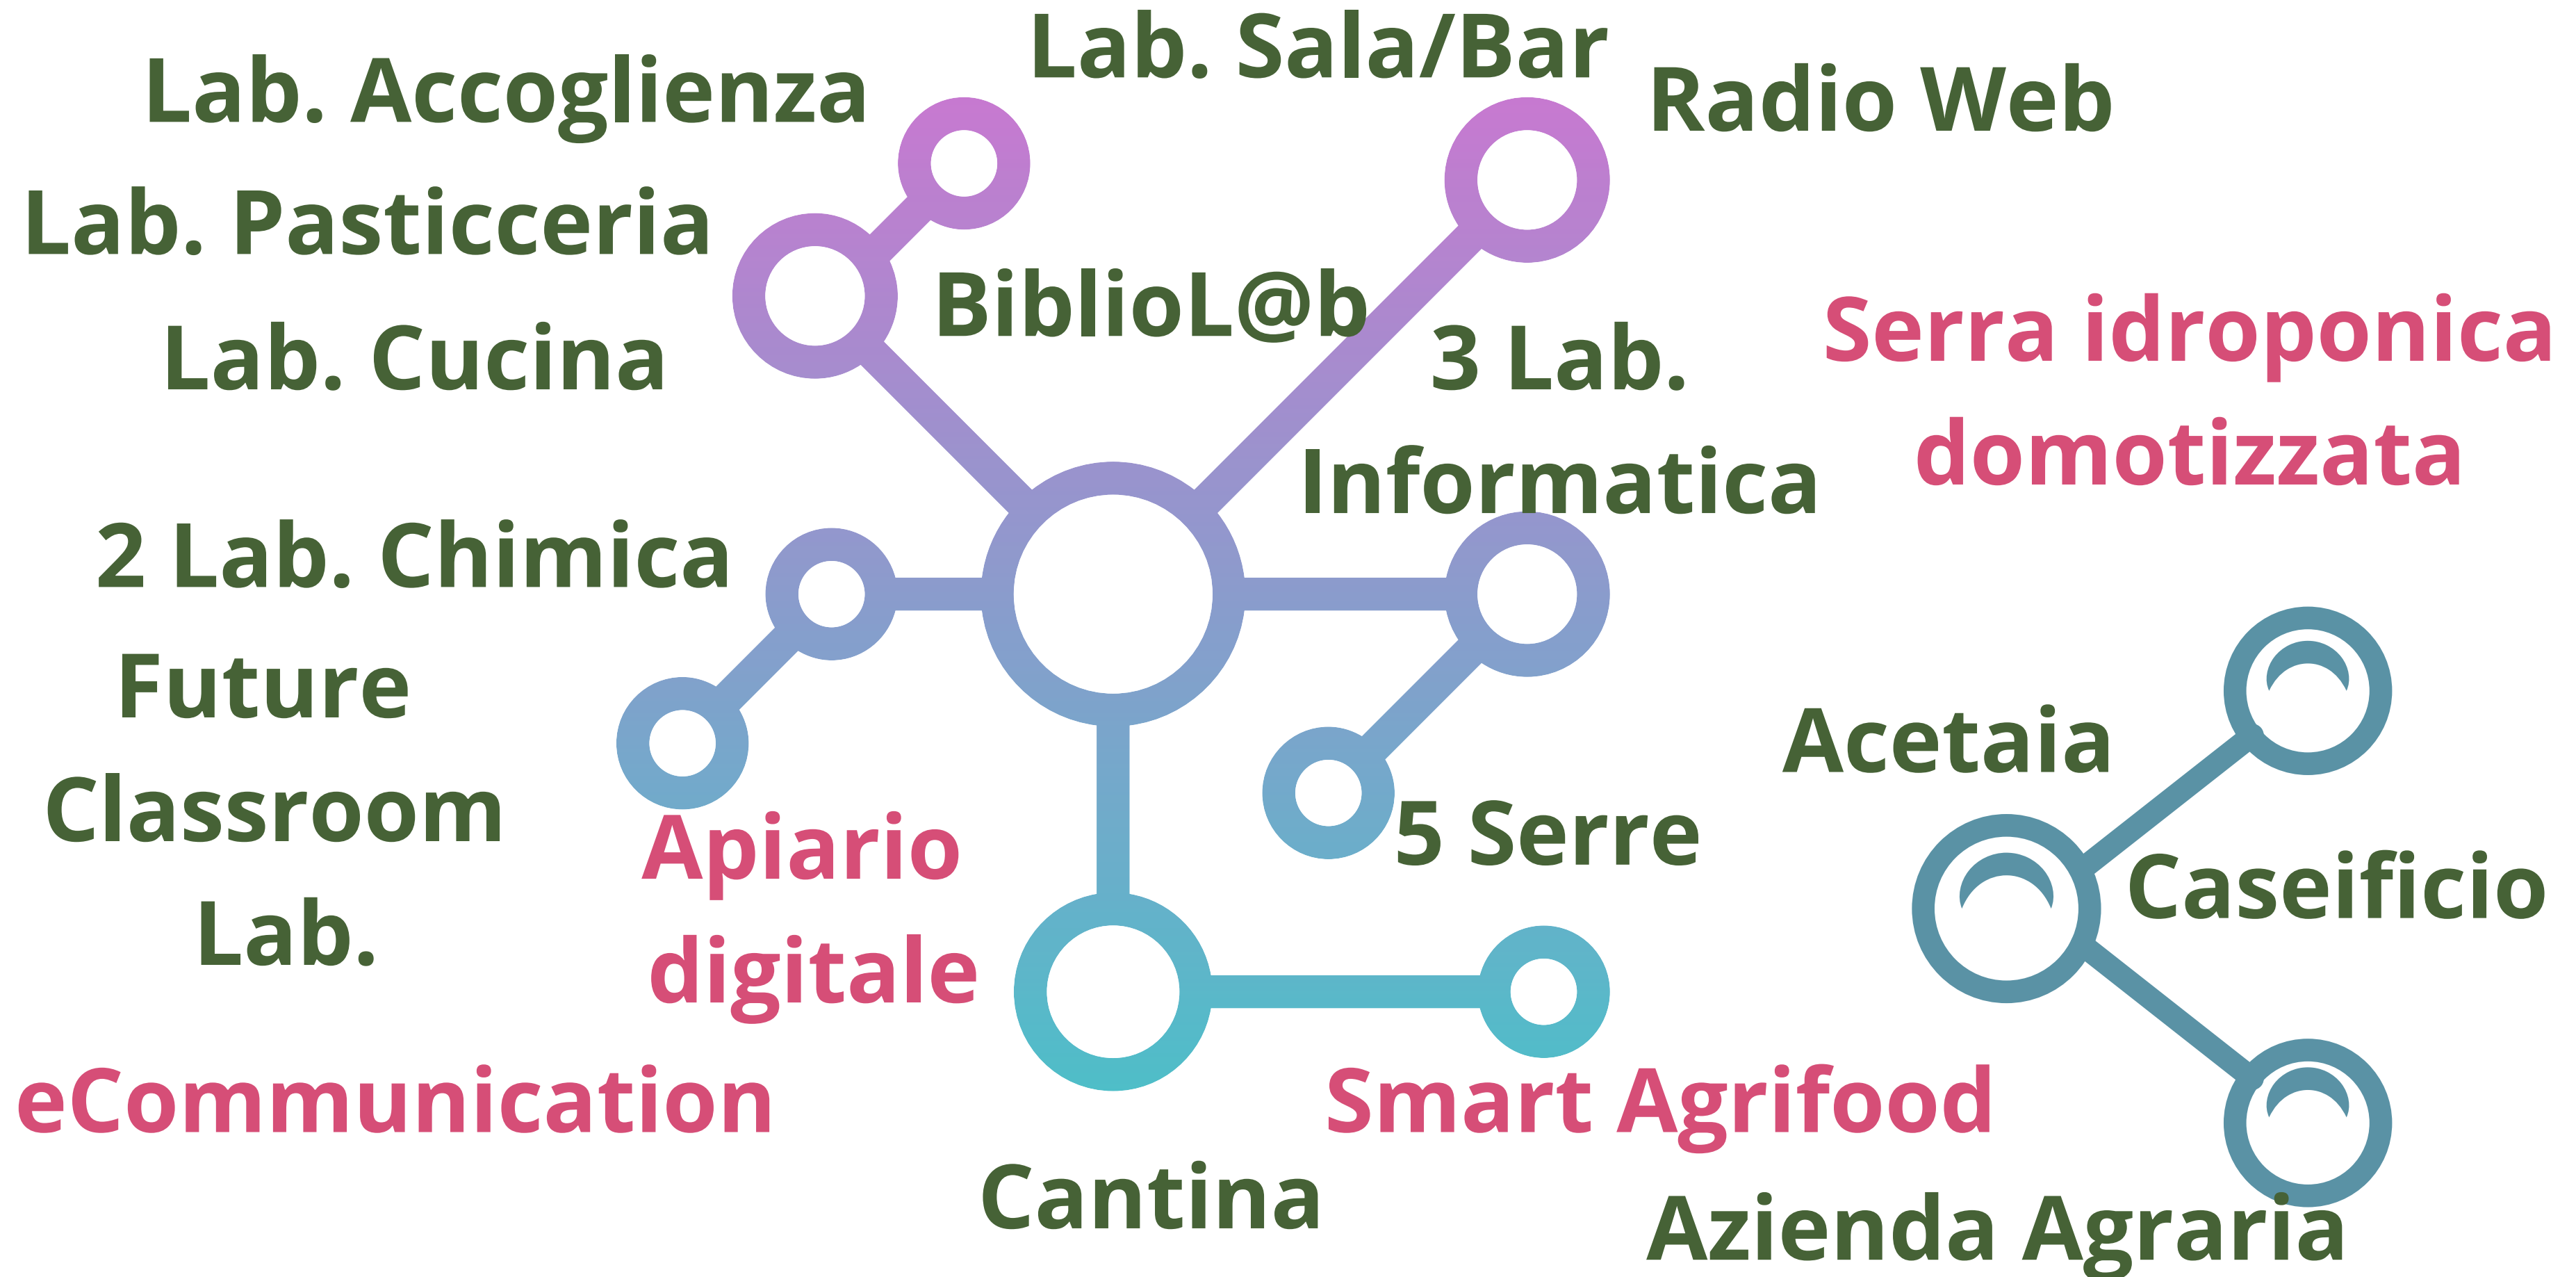 Lab. Sala/Bar
Lab. Accoglienza
Radio Web
Lab. Pasticceria
BiblioL@b
Lab. Cucina
3 Lab.
Informatica
Serra idroponica
domotizzata
2 Lab. Chimica
Future
Classroom
Lab.
Acetaia
Apiario
digitale
5 Serre
Caseificio
eCommunication
Smart Agrifood
Cantina
Azienda Agraria